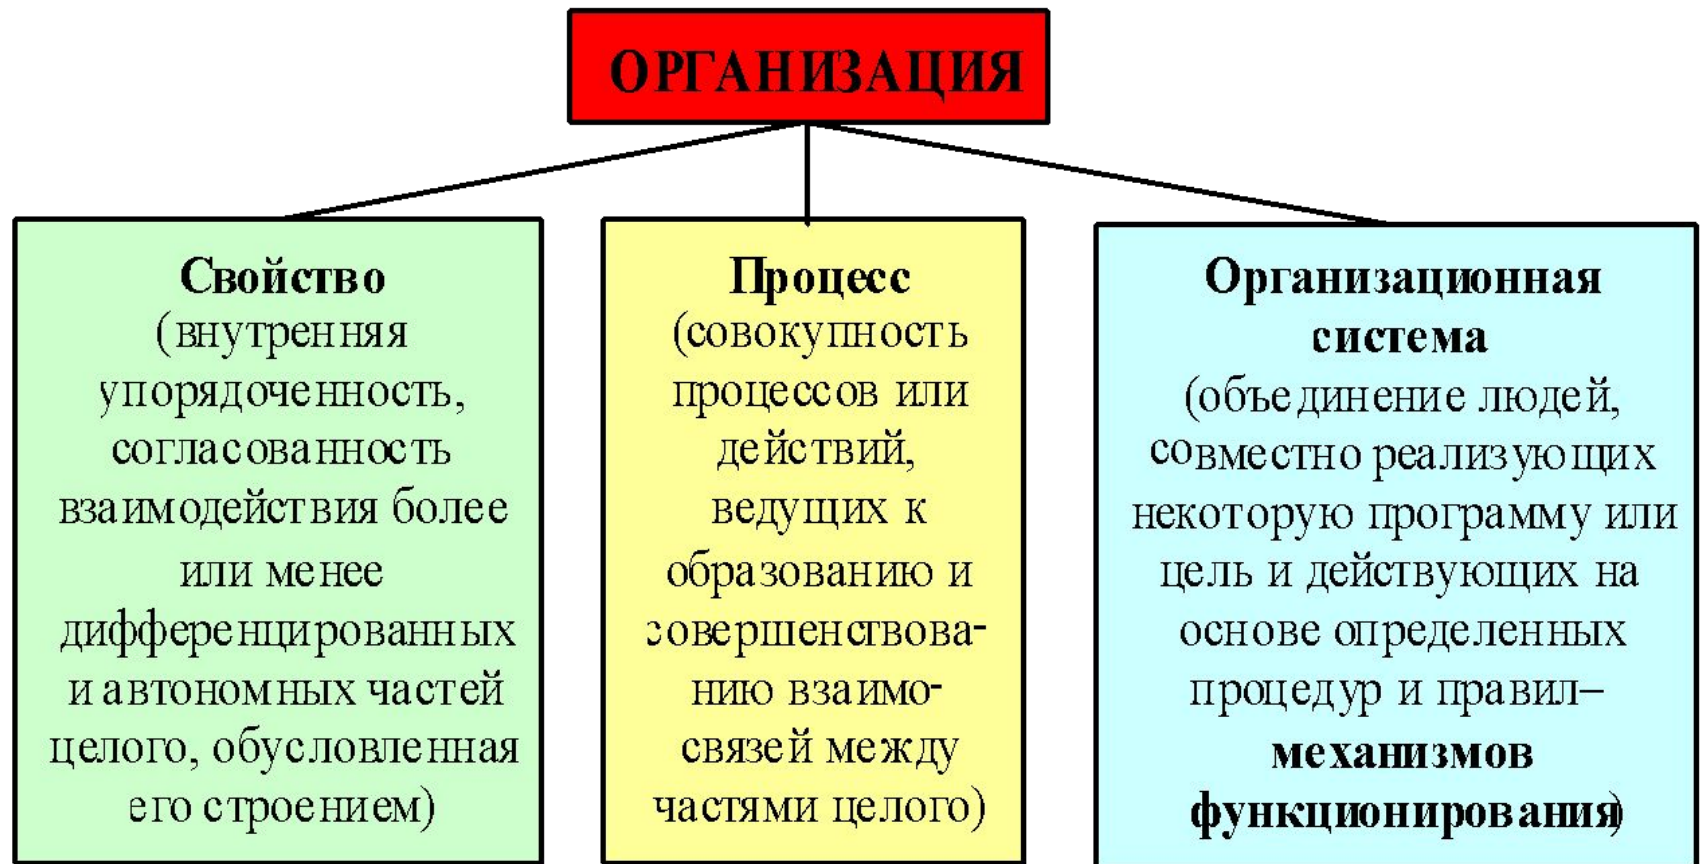 ОРГАНИЗАЦИЯ
Свойство
(внутренняя
упорядоченность,
согласованность
взаимодействия более
или менее
дифференцированных
и автономных частей
целого, обусловленная
его строением)
Процесс
(совокупность
процессов или
действий,
ведущих к
образованию и
совершенствова-
нию взаимо-
связей между
частями целого)
Организационная
система
(объединение людей,
совместно реализующих
некоторую программу или
цель и действующих на
основе определенных
процедур и правил–
механизмов
функционирования)